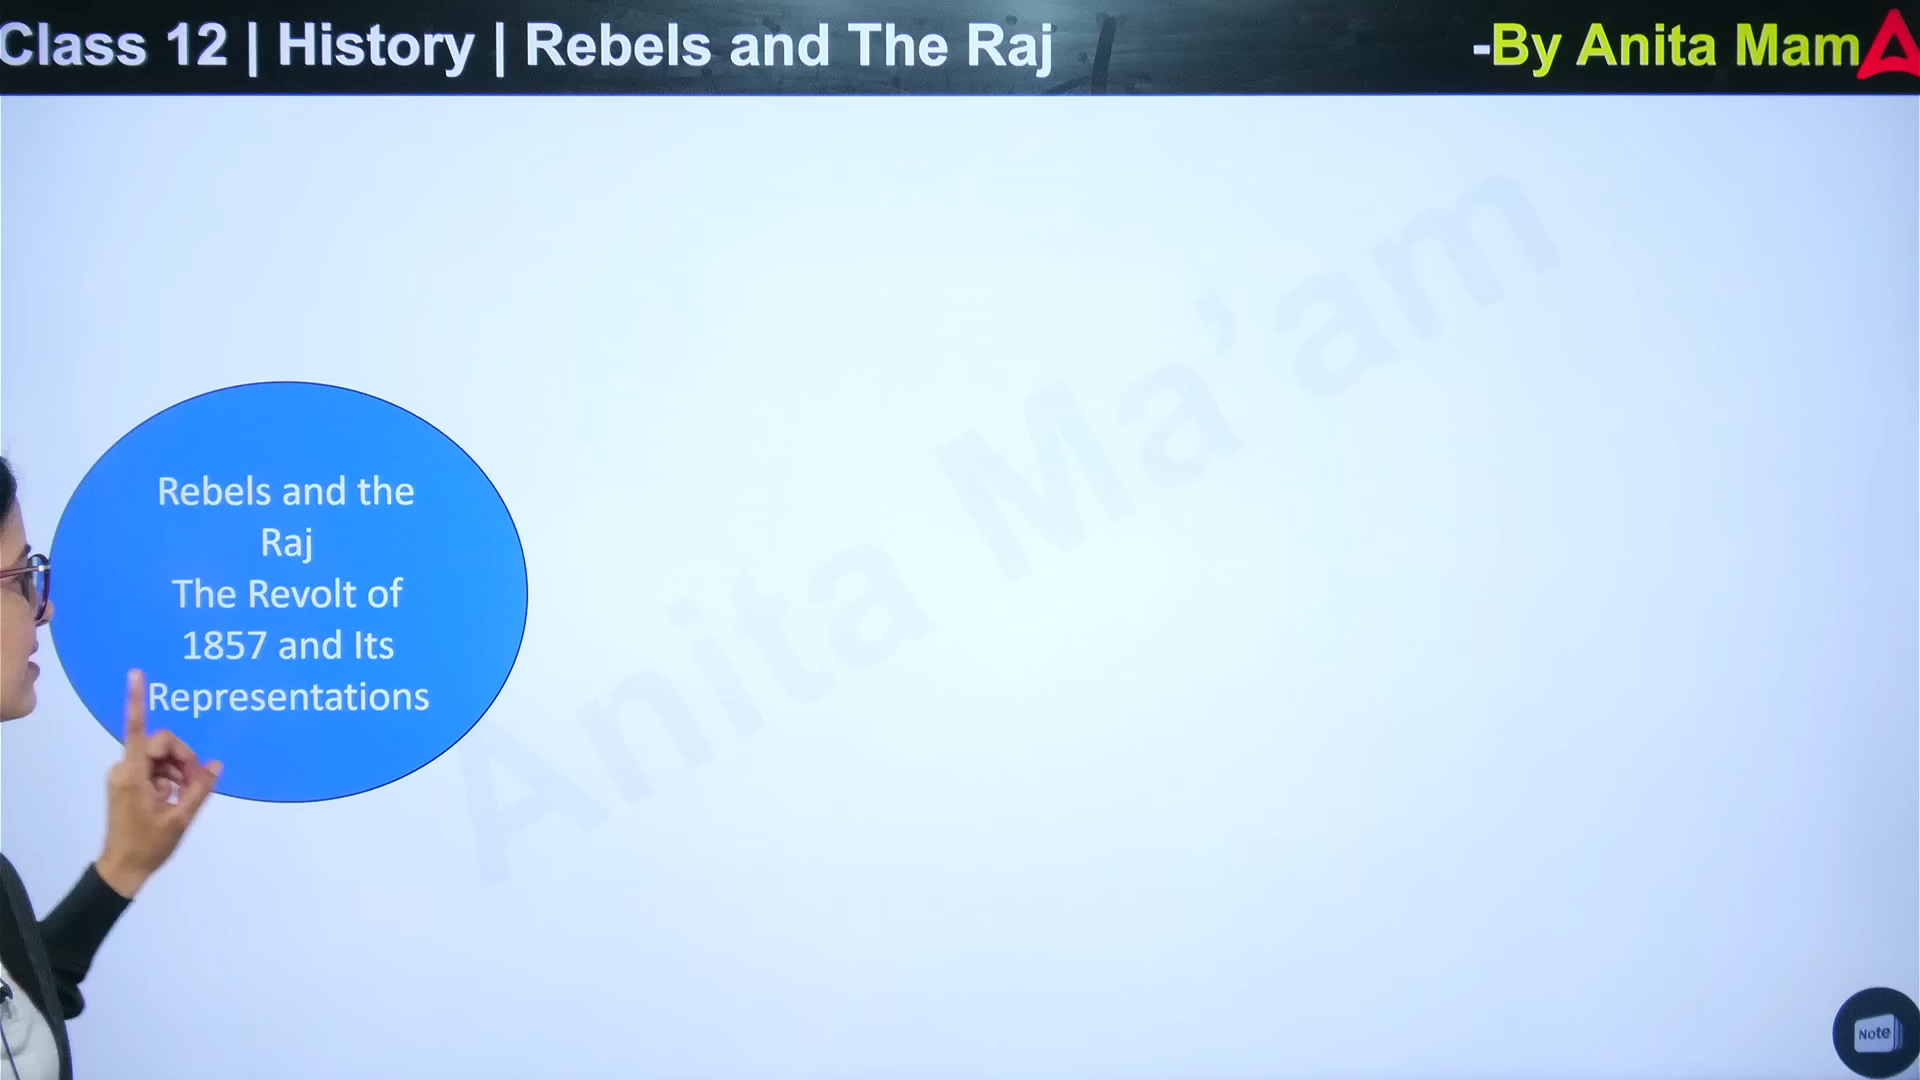 Class 12 | History | Rebels and The Raj
-By Anita Mam
Rebels and the
Raj
The Revolt of
1857 and Its
Representations
Anita Ma’am
Note